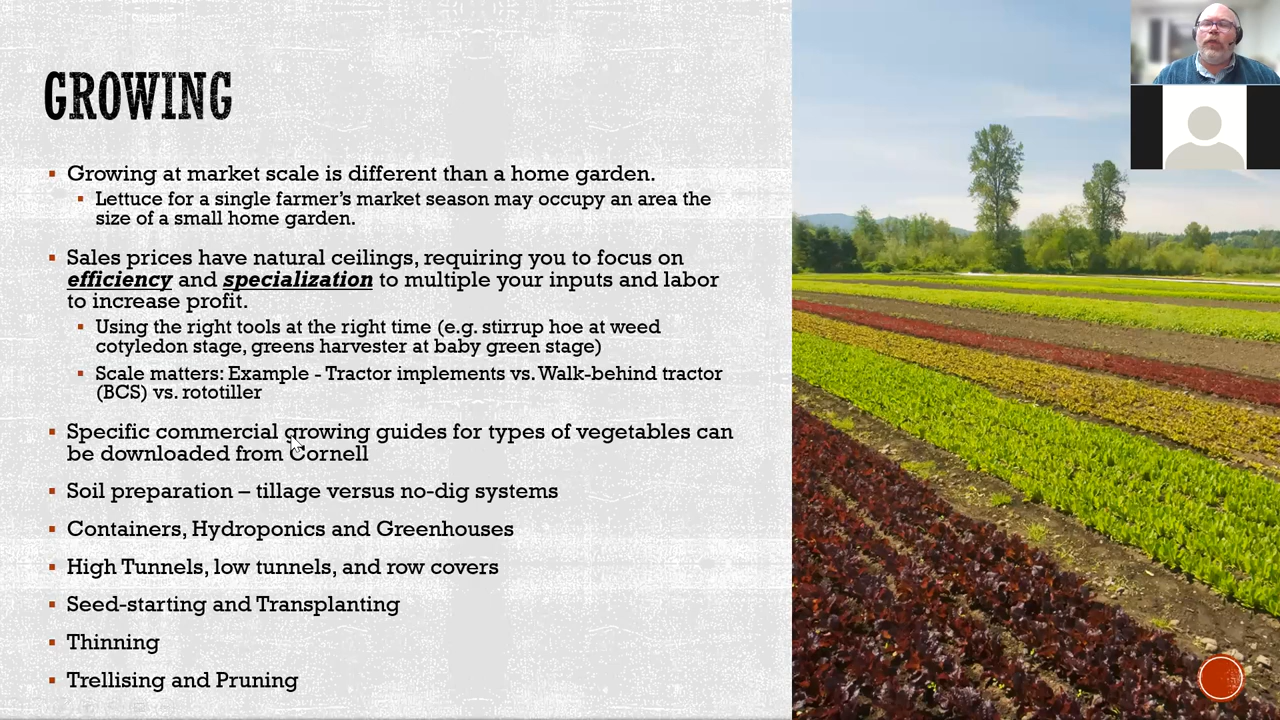 GROWING
▪ Growing at market scale is different than a home garden.
▪ Lettuce for a single farmer's market season may occupy an area the
size of a small home garden.
▪ Sales prices have natural ceilings, requiring you to focus on
efficiency and specialization to multiple your inputs and labor
to increase profit.
▪ Using the right tools at the right time (e.g. stirrup hoe at weed
cotyledon stage, greens harvester at baby green stage)
▪ Scale matters: Example - Tractor implements vs. Walk-behind tractor
(BCS) vs. rototiller
▪ Specific commercial growing guides for types of vegetables can
be downloaded from Cornell
▪ Soil preparation – tillage versus no-dig systems
▪ Containers, Hydroponics and Greenhouses
▪ High Tunnels, low tunnels, and row covers
▪ Seed-starting and Transplanting
▪ Thinning
▪ Trellising and Pruning